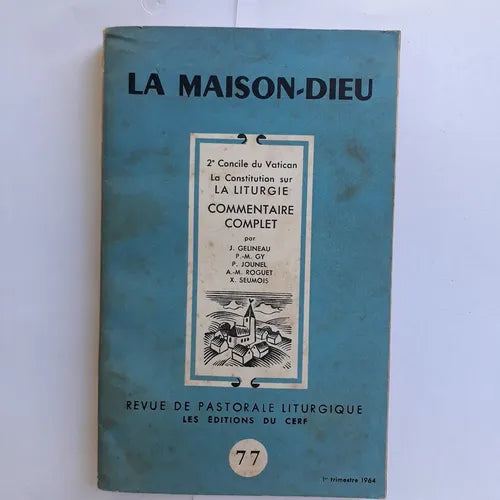 LA MAISON-DIEU
2e Concile du Vatican
La Constitution sur
LA LITURGIE
COMMENTAIRE
COMPLET
par
J. GELINEAU
P.-M. GY
P. JOUNEL
A.-M. ROGUET
X. SEUMOIS
REVUE DE PASTORALE LITURGIQUE
LES ÉDITIONS DU CERF
77
1er trimestre 1964